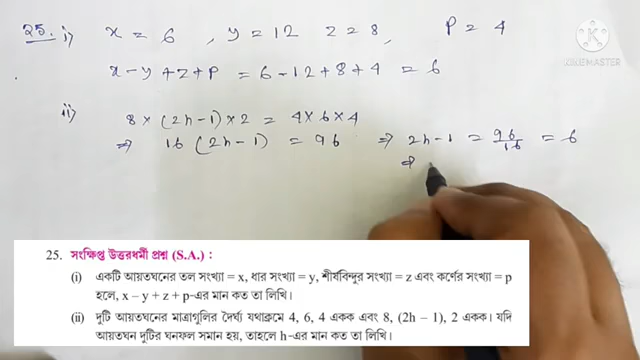 25. i) x = 6 , y = 12 z = 8 , P = 4
x - y + z + P = 6 - 12 + 8 + 4 = 6
ii) 8 × (2h - 1) × 2 = 4 × 6 × 4
⇒ 16 (2h - 1) = 96 ⇒ 2h - 1 = 96/16 = 6
⇒
KINEMASTER
25. সংক্ষিপ্ত উত্তরধর্মী প্রশ্ন (S.A.) :
(i) একটি আয়তঘনের তল সংখ্যা = x, ধার সংখ্যা = y, শীর্ষবিন্দুর সংখ্যা = z এবং কর্ণের সংখ্যা = p
হলে, x – y + z + p-এর মান কত তা লিখি।
(ii) দুটি আয়তঘনের মাত্রাগুলির দৈর্ঘ্য যথাক্রমে 4, 6, 4 একক এবং 8, (2h – 1), 2 একক। যদি
আয়তঘন দুটির ঘনফল সমান হয়, তাহলে h-এর মান কত তা লিখি।